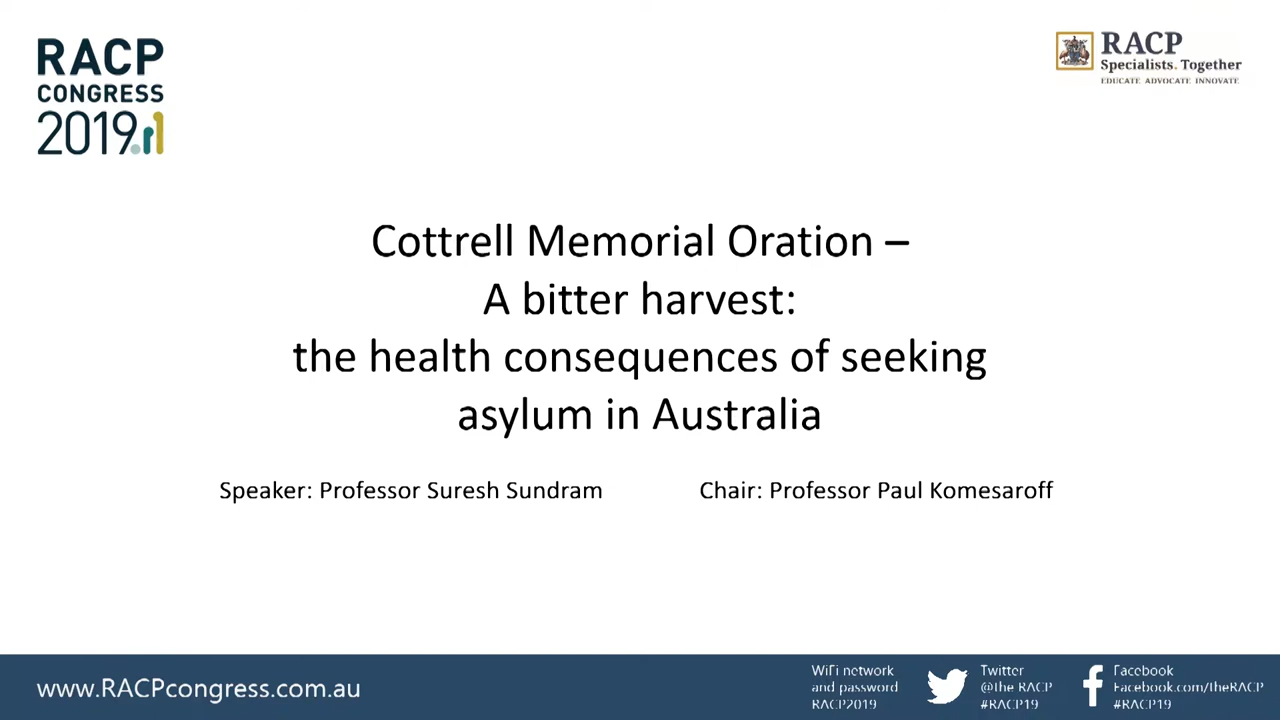 RACP
CONGRESS
2019
RACP
Specialists. Together
EDUCATE ADVOCATE INNOVATE
Cottrell Memorial Oration –
A bitter harvest:
the health consequences of seeking
asylum in Australia
Speaker: Professor Suresh Sundram
Chair: Professor Paul Komesaroff
www.RACPcongress.com.au
WiFi network
and password
RACP2019
Twitter
@the RACP
#RACP19
Facebook
Facebook.com/theRACP
#RACP19